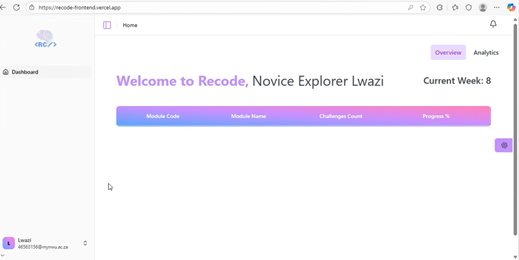 https://recode-frontend.vercel.app
<RC/>
Home
Dashboard
Overview
Analytics
Welcome to Recode, Novice Explorer Lwazi
Current Week: 8
Module Code Module Name Challenges Count Progress %
L
Lwazi
46563156@mynwu.ac.za